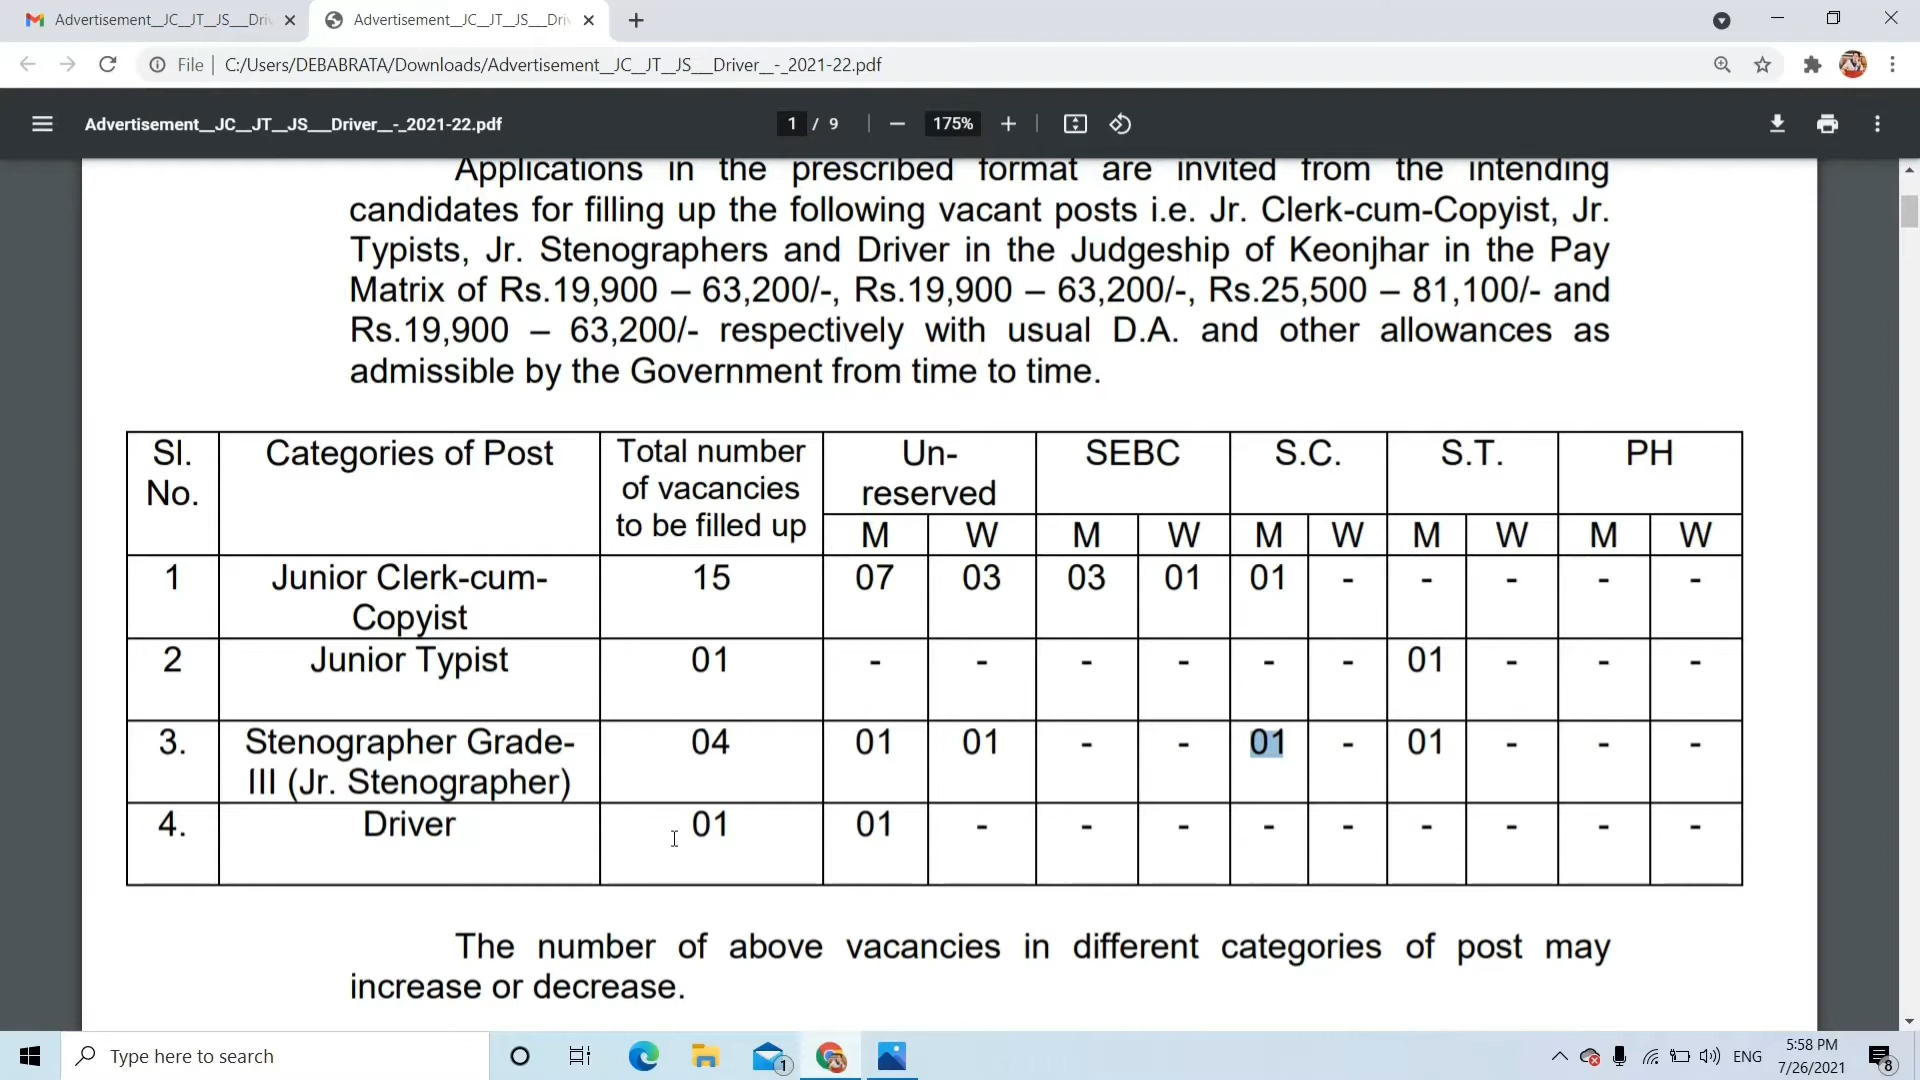 Advertisement__JC__JT__JS___Driv
Advertisement__JC__JT__JS___Driv
File | C:/Users/DEBABRATA/Downloads/Advertisement__JC__JT__JS___Driver__-_2021-22.pdf
Advertisement__JC__JT__JS___Driver__-_2021-22.pdf
1 / 9
175%
Applications in the prescribed format are invited from the intending
candidates for filling up the following vacant posts i.e. Jr. Clerk-cum-Copyist, Jr.
Typists, Jr. Stenographers and Driver in the Judgeship of Keonjhar in the Pay
Matrix of Rs.19,900 – 63,200/-, Rs.19,900 – 63,200/-, Rs.25,500 – 81,100/- and
Rs.19,900 – 63,200/- respectively with usual D.A. and other allowances as
admissible by the Government from time to time.
Sl. No. Categories of Post Total number of vacancies to be filled up Un-reserved SEBC S.C. S.T. PH
M W M W M W M W M W
1 Junior Clerk-cum-Copyist 15 07 03 03 01 01 - - - - -
2 Junior Typist 01 - - - - - - 01 - - -
3. Stenographer Grade-III (Jr. Stenographer) 04 01 01 - - 01 - 01 - - -
4. Driver 01 01 - - - - - - - - -
The number of above vacancies in different categories of post may
increase or decrease.
Type here to search
1
ENG
5:58 PM
7/26/2021
8